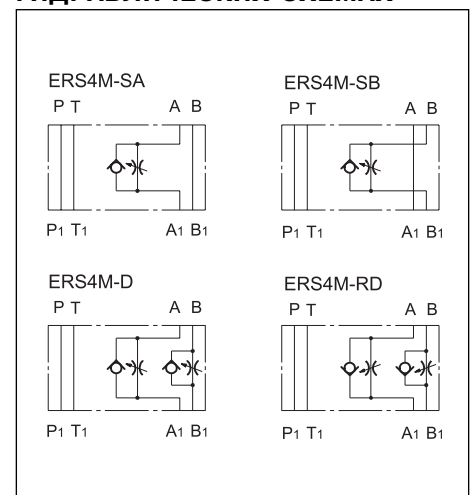 ERS4M-SA
P T A B
P1 T1 A1 B1
ERS4M-SB
P T A B
P1 T1 A1 B1
ERS4M-D
P T A B
P1 T1 A1 B1
ERS4M-RD
P T A B
P1 T1 A1 B1